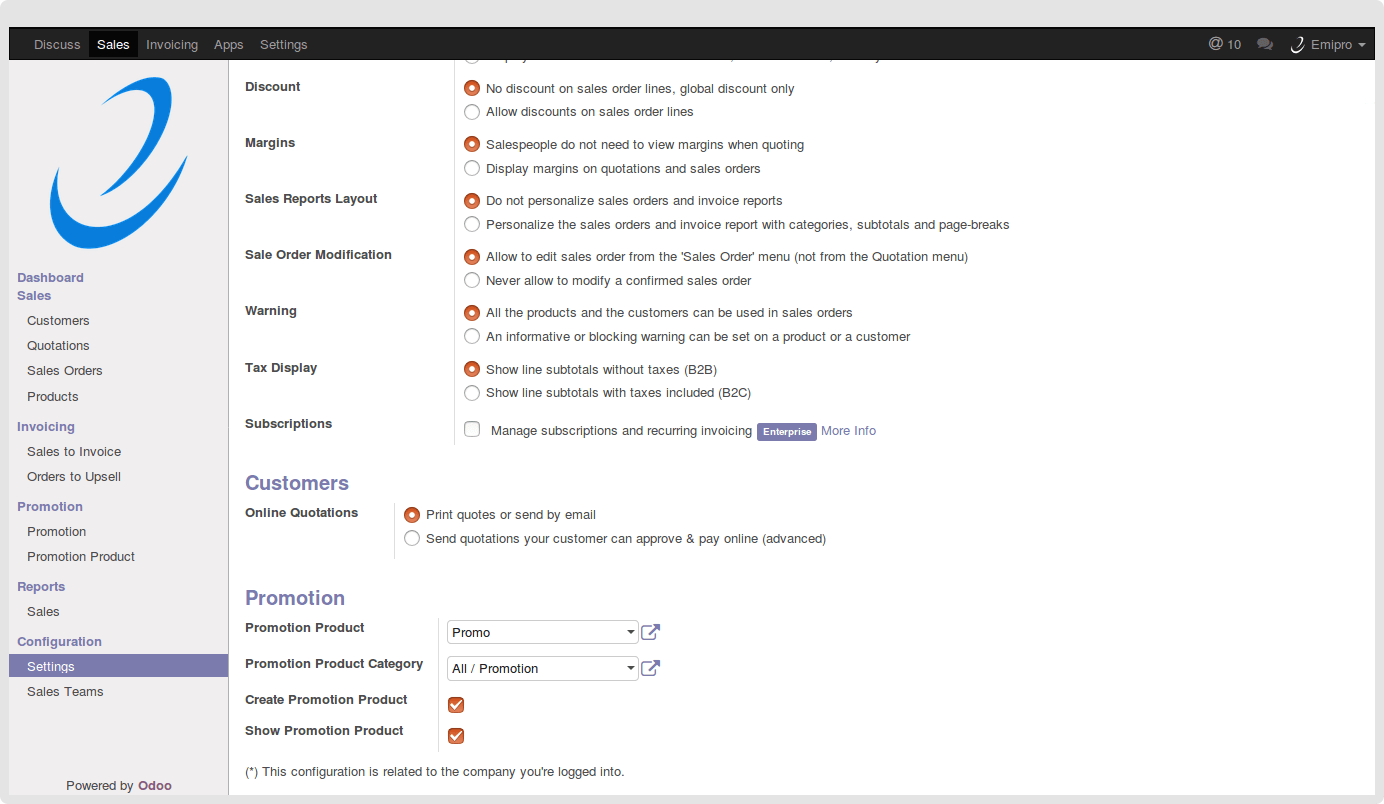 Discuss Sales Invoicing Apps Settings @ 10 Emipro
Dashboard
Sales
Customers
Quotations
Sales Orders
Products
Invoicing
Sales to Invoice
Orders to Upsell
Promotion
Promotion
Promotion Product
Reports
Sales
Configuration
Settings
Sales Teams
Powered by Odoo
Discount
No discount on sales order lines, global discount only
Allow discounts on sales order lines
Margins
Salespeople do not need to view margins when quoting
Display margins on quotations and sales orders
Sales Reports Layout
Do not personalize sales orders and invoice reports
Personalize the sales orders and invoice report with categories, subtotals and page-breaks
Sale Order Modification
Allow to edit sales order from the 'Sales Order' menu (not from the Quotation menu)
Never allow to modify a confirmed sales order
Warning
All the products and the customers can be used in sales orders
An informative or blocking warning can be set on a product or a customer
Tax Display
Show line subtotals without taxes (B2B)
Show line subtotals with taxes included (B2C)
Subscriptions
Manage subscriptions and recurring invoicing Enterprise More Info
Customers
Online Quotations
Print quotes or send by email
Send quotations your customer can approve & pay online (advanced)
Promotion
Promotion Product
Promo
Promotion Product Category
All / Promotion
Create Promotion Product
Show Promotion Product
(*) This configuration is related to the company you're logged into.